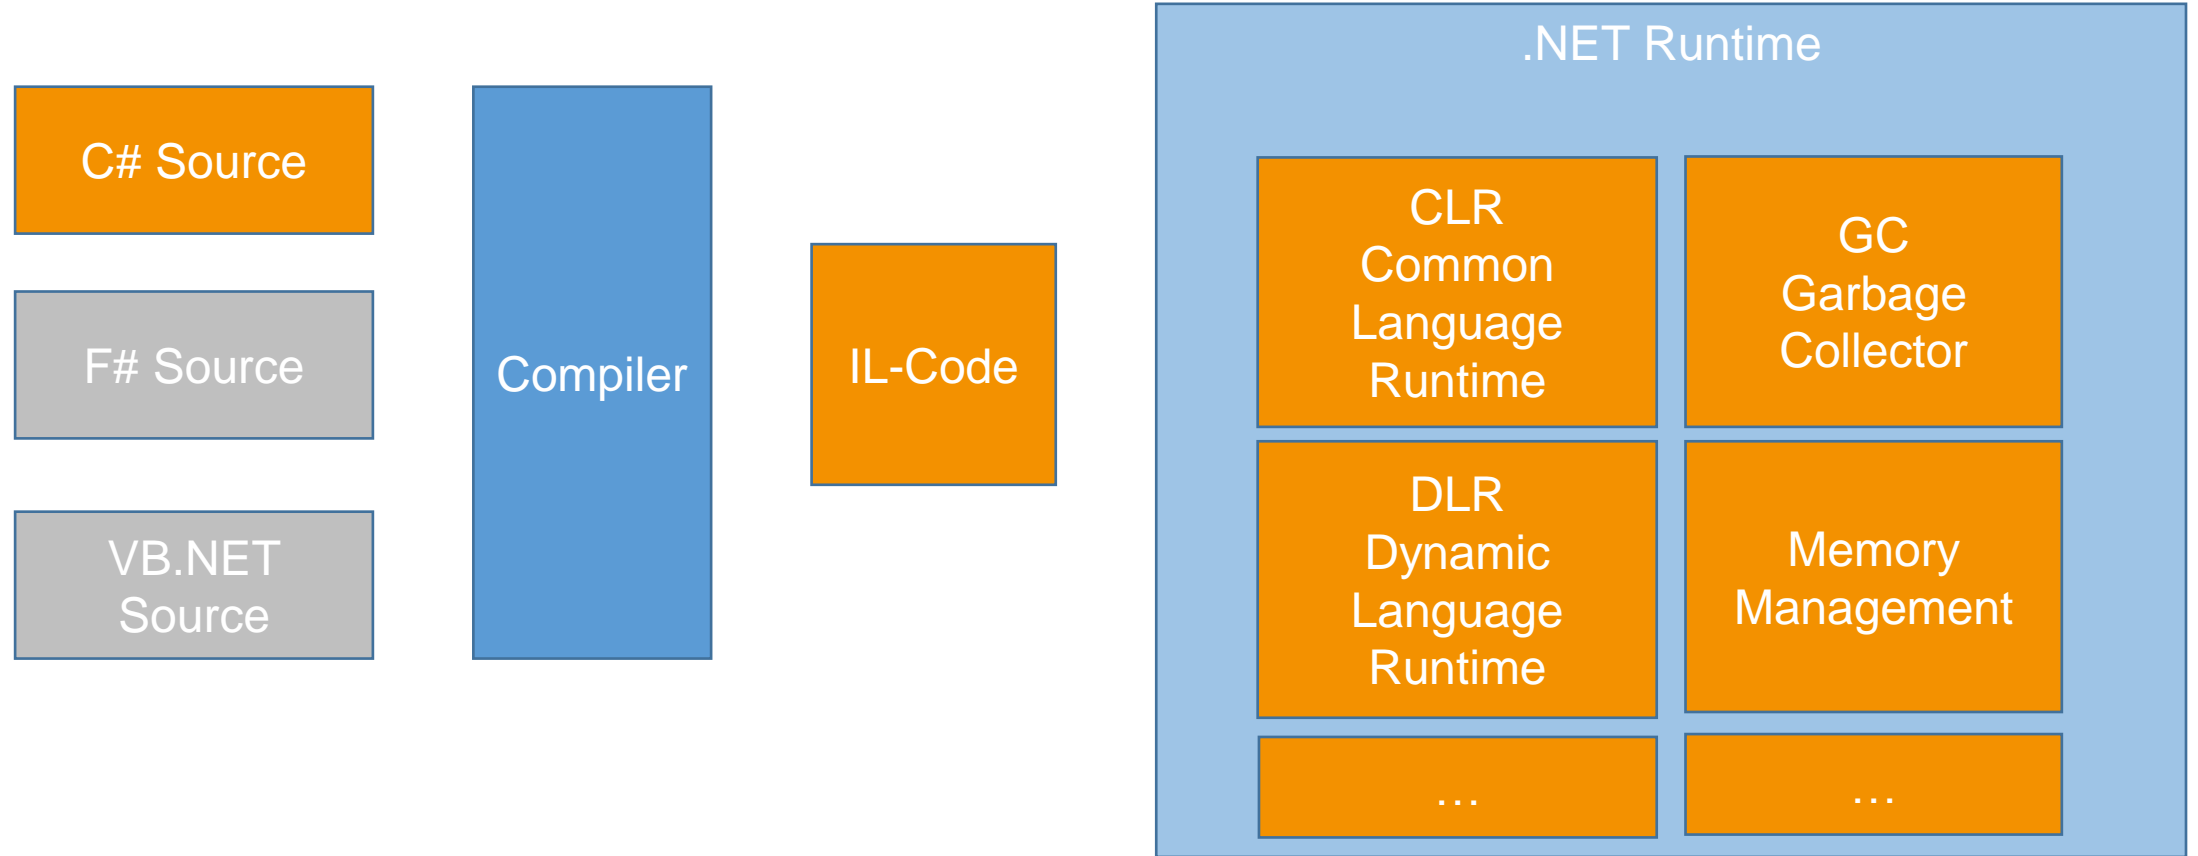 .NET Runtime
C# Source
F# Source
VB.NET
Source
Compiler
IL-Code
CLR
Common
Language
Runtime
GC
Garbage
Collector
DLR
Dynamic
Language
Runtime
Memory
Management
…
…